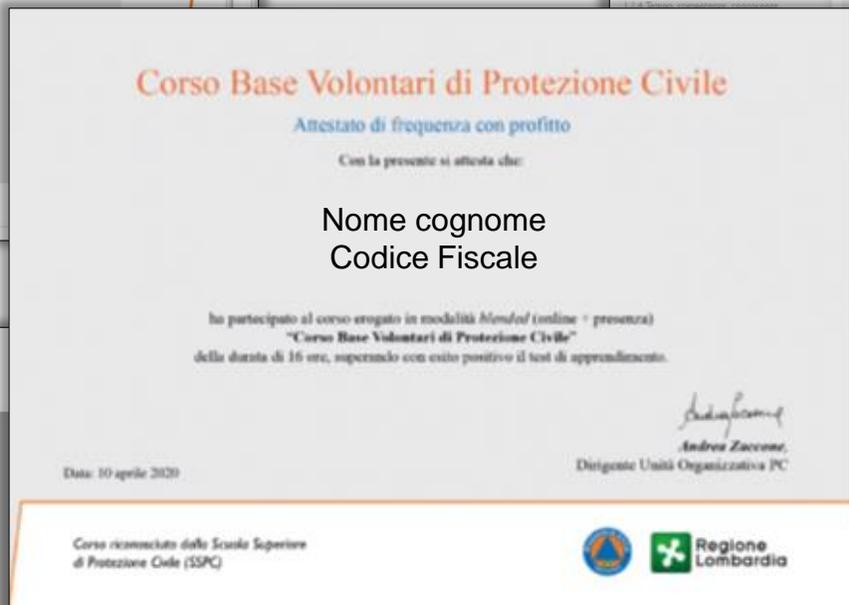 Corso Base Volontari di Protezione Civile
Attestato di frequenza con profitto
Con la presente si attesta che:
Nome cognome
Codice Fiscale
ha partecipato al corso erogato in modalità blended (online + presenza)
"Corso Base Volontari di Protezione Civile"
della durata di 16 ore, superando con esito positivo il test di apprendimento.
Andrea Zaccone,
Dirigente Unità Organizzativa PC
Data: 10 aprile 2020
Corso riconosciuto dalla Scuola Superiore
di Protezione Civile (SSPC)
Regione
Lombardia